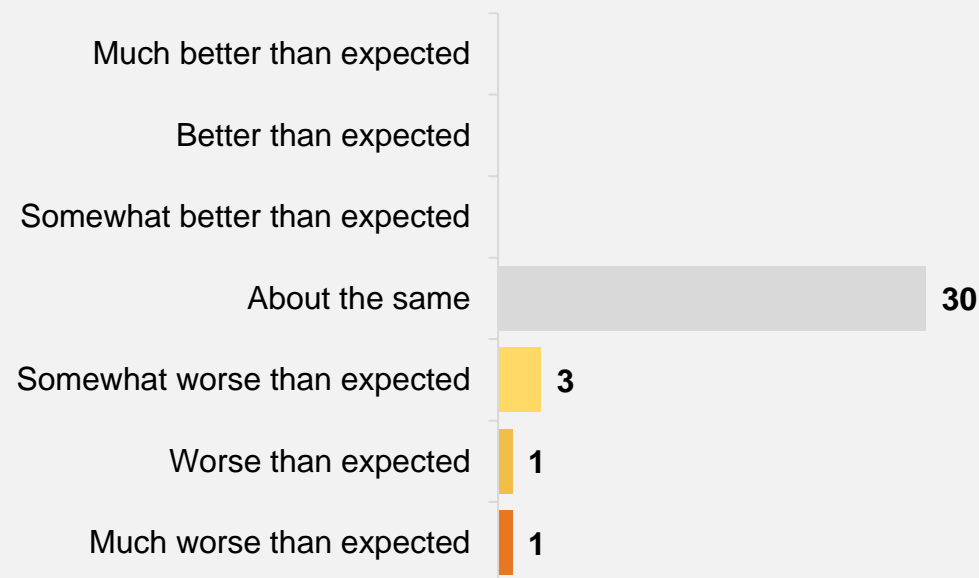 Much better than expected
Better than expected
Somewhat better than expected
About the same 30
Somewhat worse than expected 3
Worse than expected 1
Much worse than expected 1